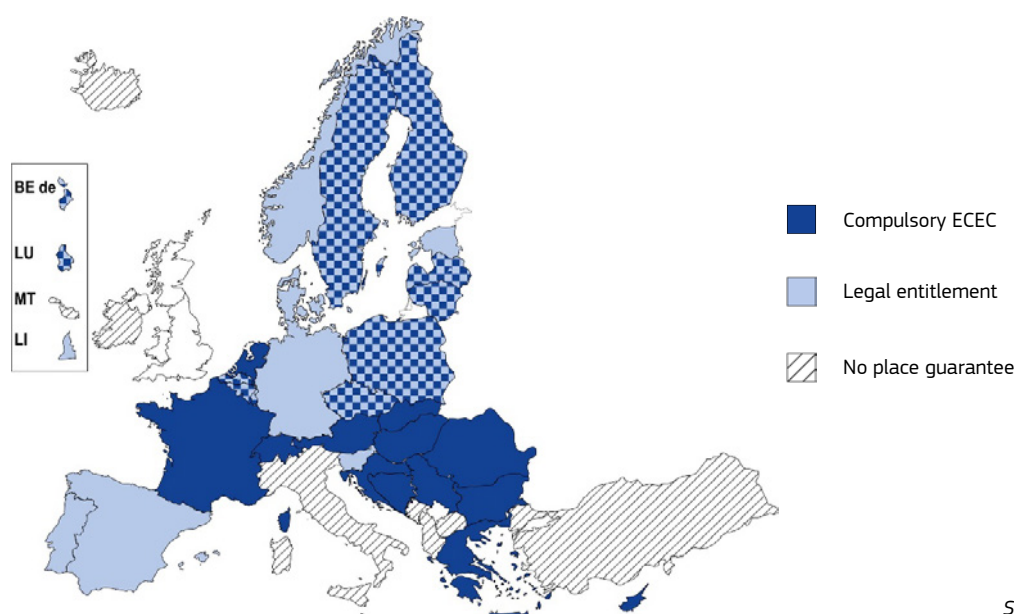 BE de
LU
MT
LI
Compulsory ECEC
Legal entitlement
No place guarantee
S